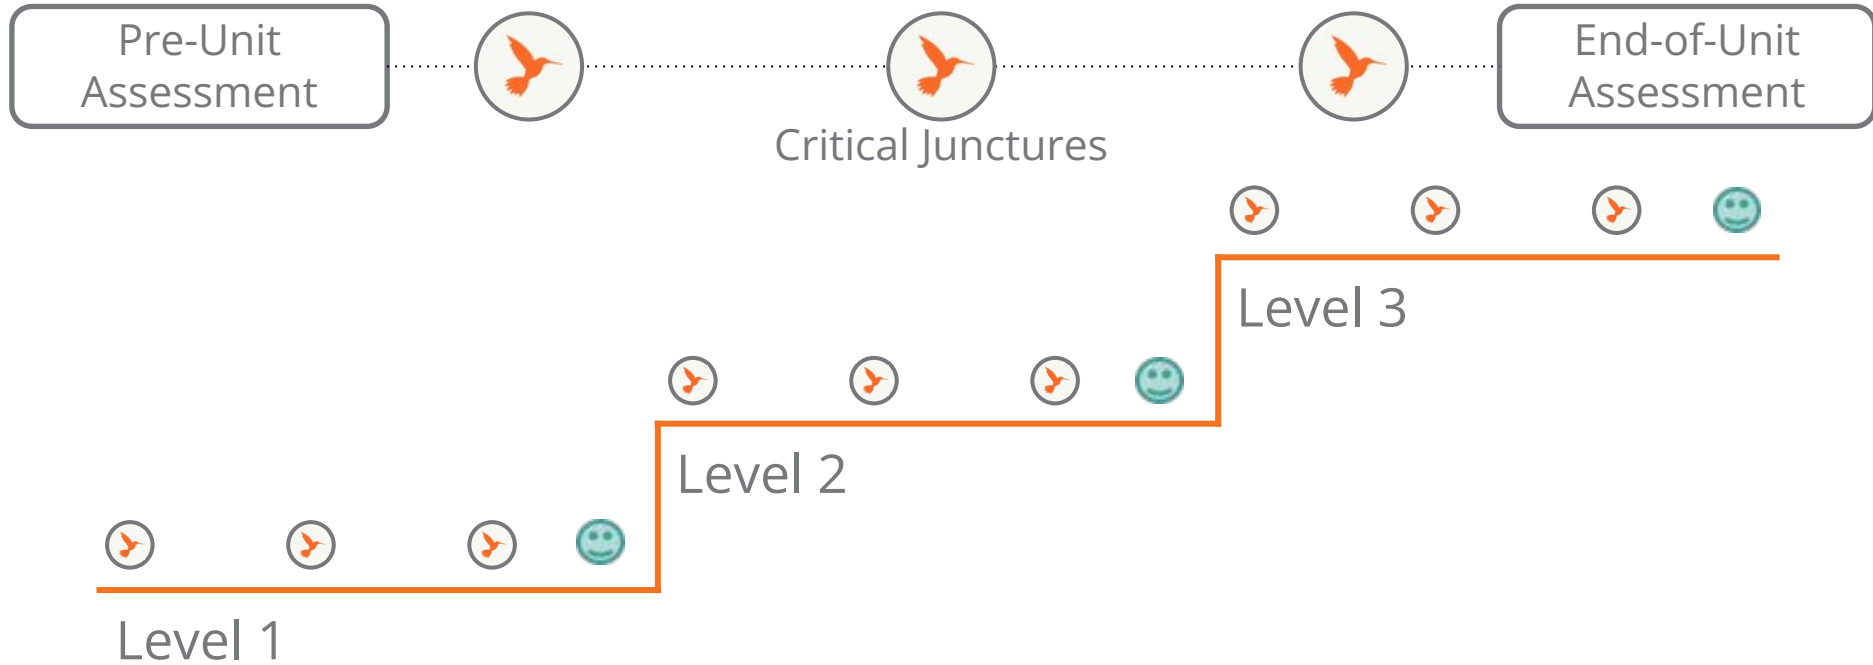 Pre-Unit
Assessment
End-of-Unit
Assessment
Critical Junctures
Level 3
Level 2
Level 1